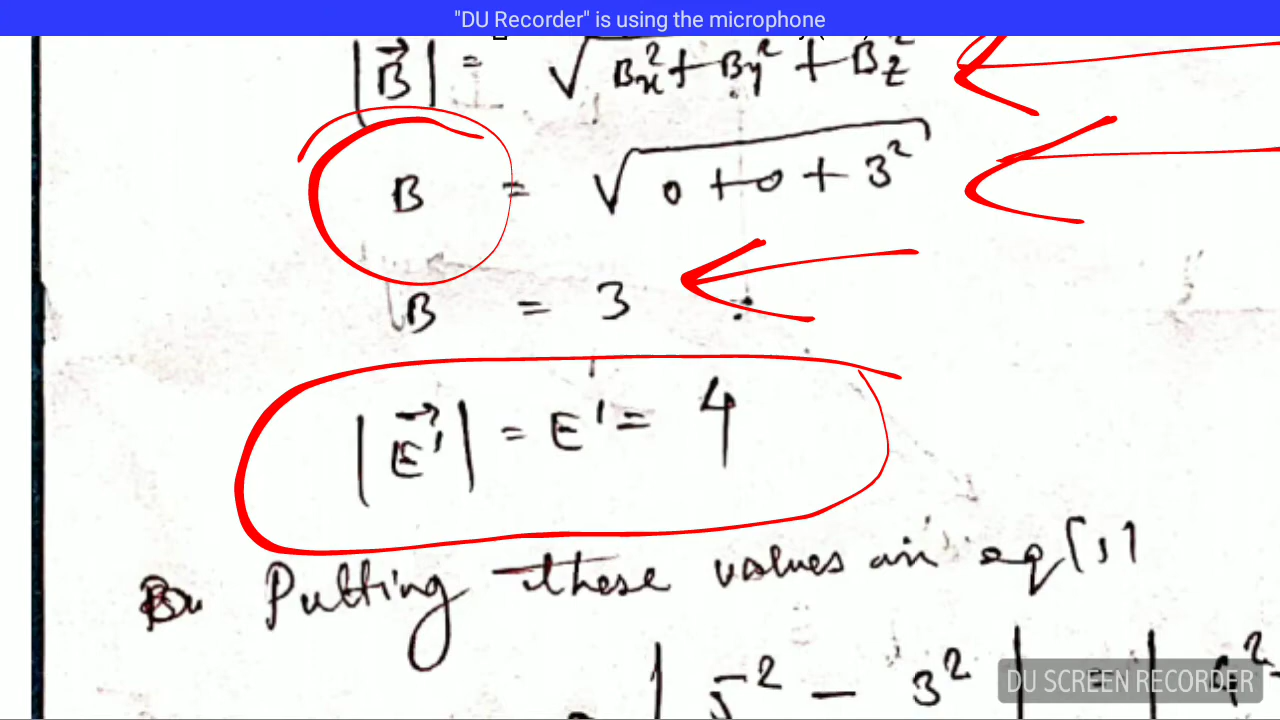 "DU Recorder" is using the microphone
|B⃗| = √Bx² + By² + Bz²
B = √0 + 0 + 3²
B = 3
|E⃗'| = E' = 4
Putting these values in eq (1)
| 5² - 3² | = | 4²
DU SCREEN RECORDER